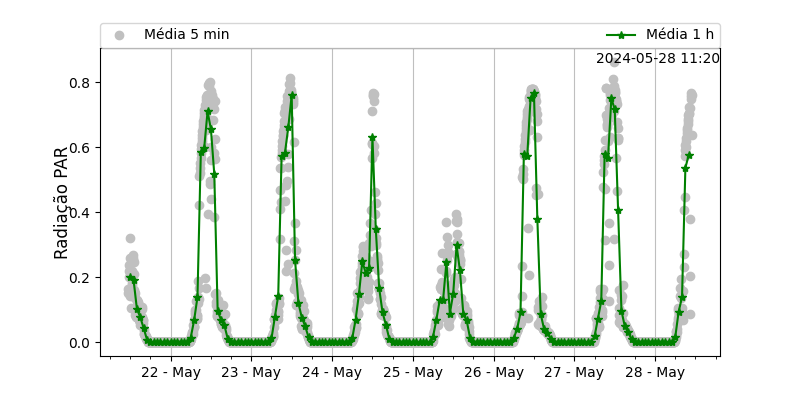 Média 5 min
Média 1 h
2024-05-28 11:20
Radiação PAR
0.8
0.6
0.4
0.2
0.0
22 - May
23 - May
24 - May
25 - May
26 - May
27 - May
28 - May